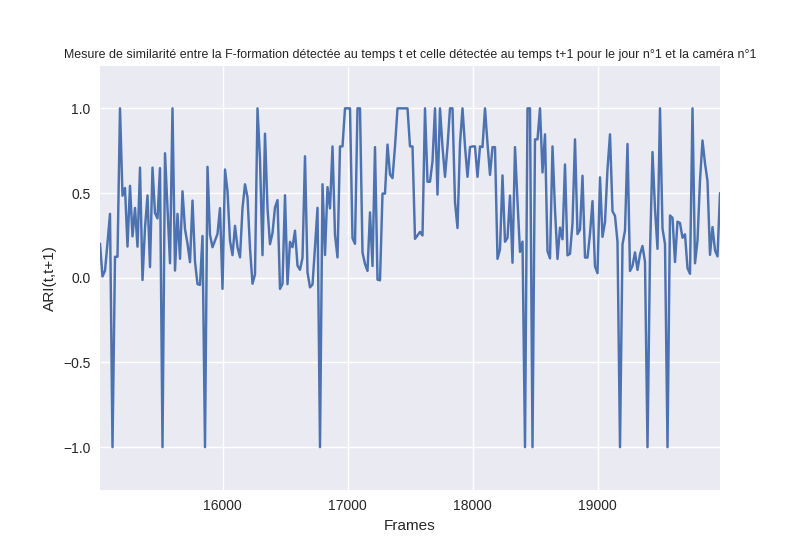 Mesure de similarité entre la F-formation détectée au temps t et celle détectée au temps t+1 pour le jour n°1 et la caméra n°1
1.0
0.5
0.0
−0.5
−1.0
ARI(t,t+1)
16000 17000 18000 19000
Frames